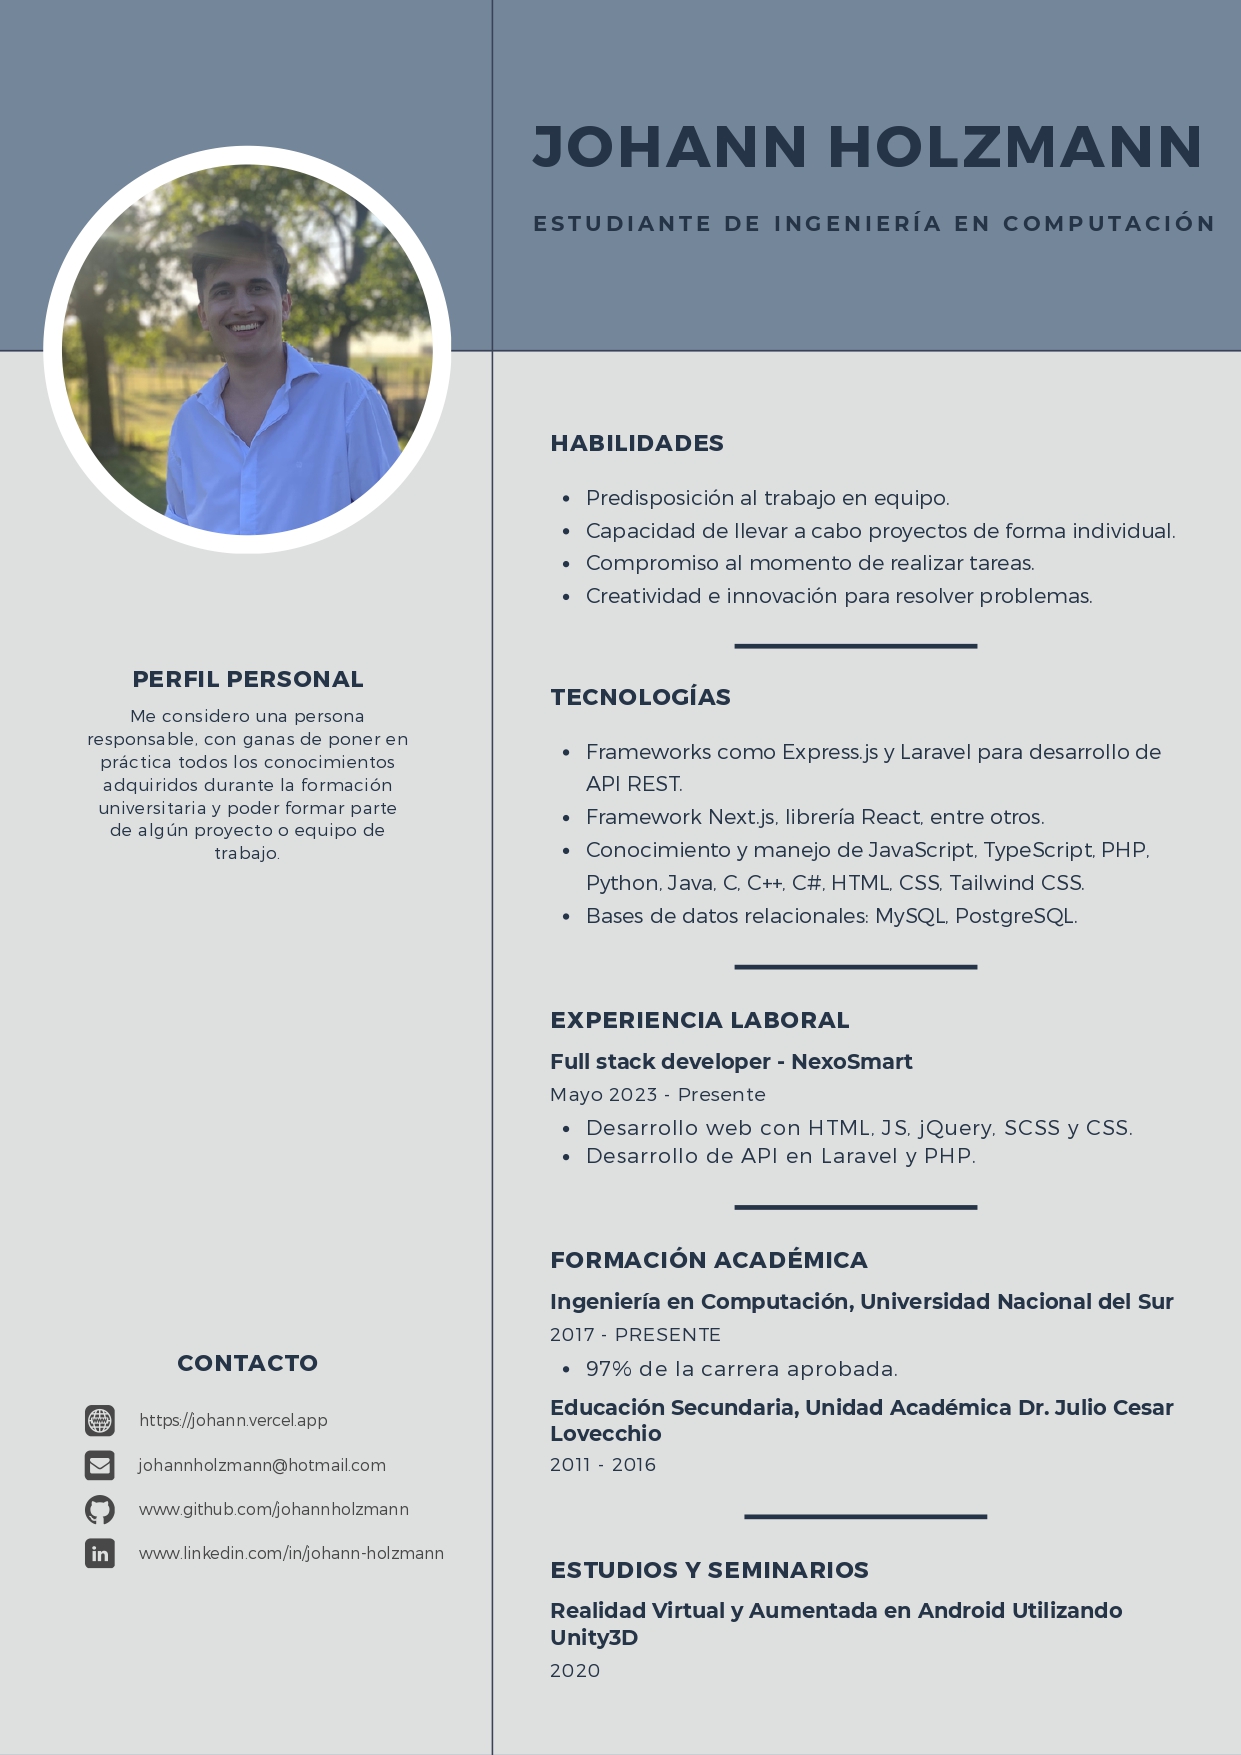 JOHANN HOLZMANN
ESTUDIANTE DE INGENIERÍA EN COMPUTACIÓN
PERFIL PERSONAL
Me considero una persona
responsable, con ganas de poner en
práctica todos los conocimientos
adquiridos durante la formación
universitaria y poder formar parte
de algún proyecto o equipo de
trabajo.
CONTACTO
https://johann.vercel.app
johannholzmann@hotmail.com
www.github.com/johannholzmann
www.linkedin.com/in/johann-holzmann
HABILIDADES
• Predisposición al trabajo en equipo.
• Capacidad de llevar a cabo proyectos de forma individual.
• Compromiso al momento de realizar tareas.
• Creatividad e innovación para resolver problemas.
TECNOLOGÍAS
• Frameworks como Express.js y Laravel para desarrollo de
API REST.
• Framework Next.js, librería React, entre otros.
• Conocimiento y manejo de JavaScript, TypeScript, PHP,
Python, Java, C, C++, C#, HTML, CSS, Tailwind CSS.
• Bases de datos relacionales: MySQL, PostgreSQL.
EXPERIENCIA LABORAL
Full stack developer - NexoSmart
Mayo 2023 - Presente
• Desarrollo web con HTML, JS, jQuery, SCSS y CSS.
• Desarrollo de API en Laravel y PHP.
FORMACIÓN ACADÉMICA
Ingeniería en Computación, Universidad Nacional del Sur
2017 - PRESENTE
• 97% de la carrera aprobada.
Educación Secundaria, Unidad Académica Dr. Julio Cesar
Lovecchio
2011 - 2016
ESTUDIOS Y SEMINARIOS
Realidad Virtual y Aumentada en Android Utilizando
Unity3D
2020